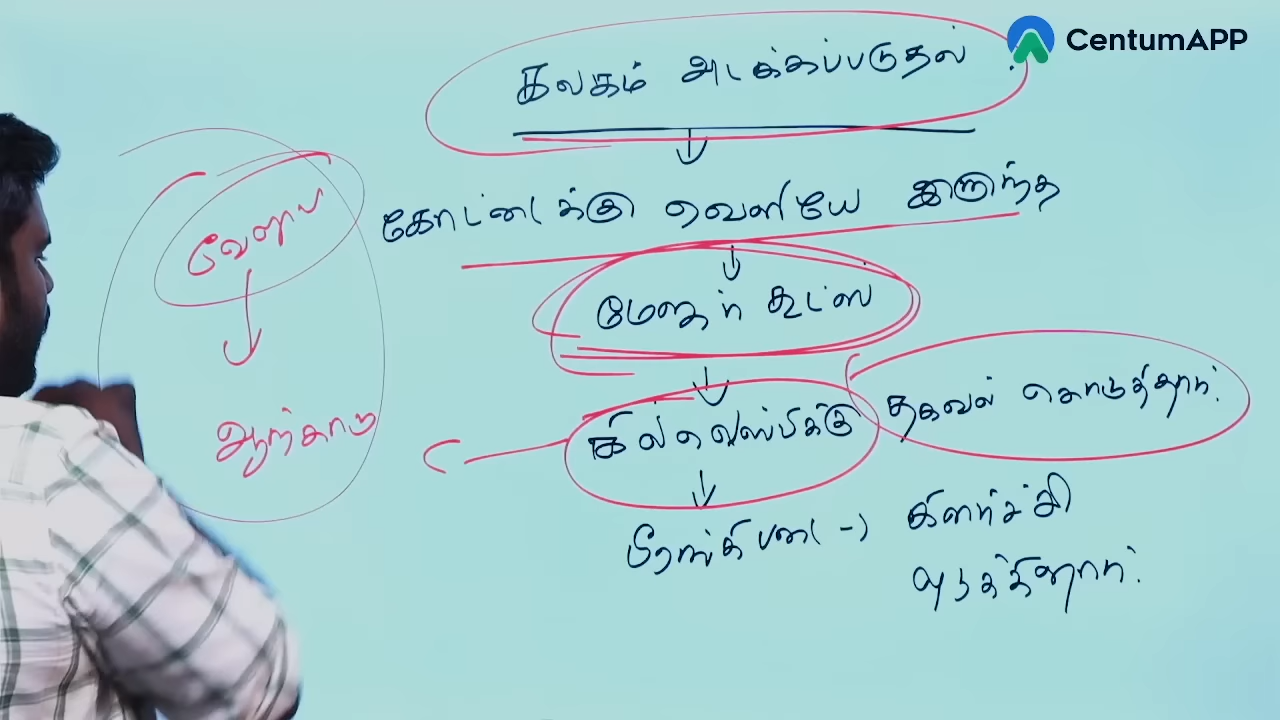 CentumAPP
கலகம் அடக்கப்படுதல்
கோட்டைக்கு வெளியே இருந்த
மேஜர் கூட்ஸ்
கில்லெஸ்பிக்கு தகவல் கொடுத்தார்.
பீரங்கிபடை (-) கிளர்ச்சி
அடக்கினார்.
வேலூர்
ஆற்காடு